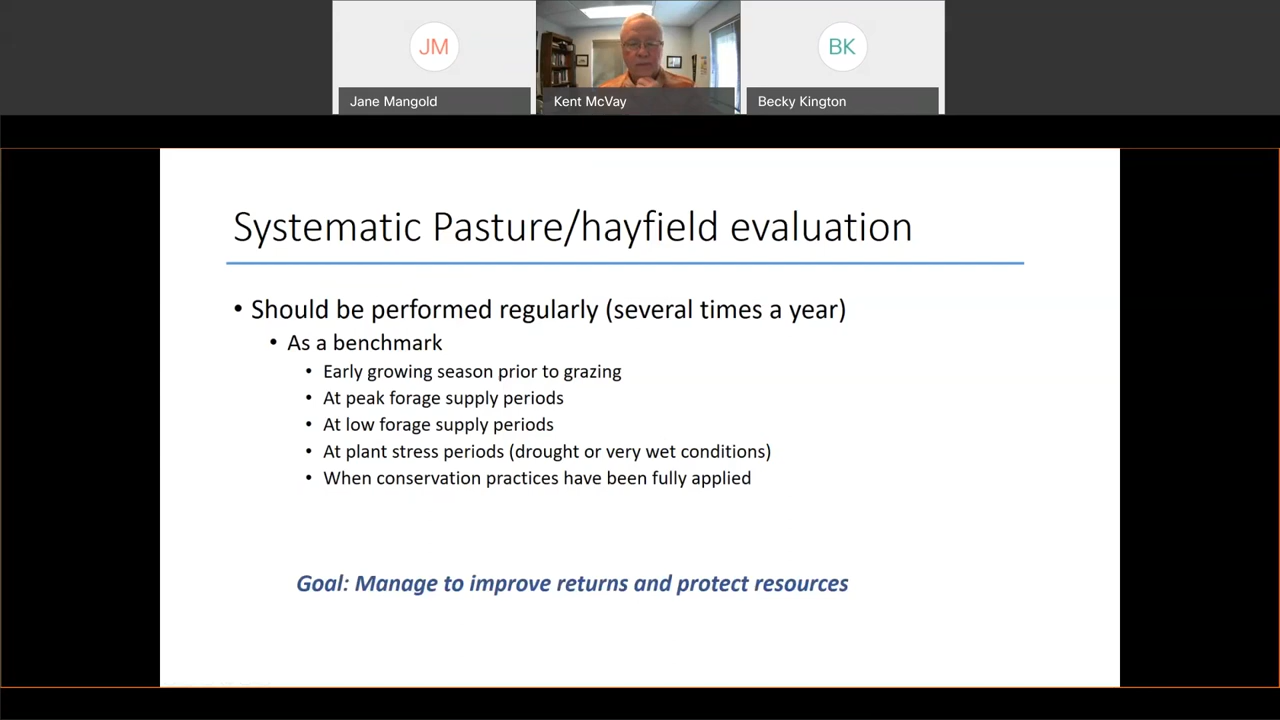 JM
BK
Jane Mangold
Kent McVay
Becky Kington
Systematic Pasture/hayfield evaluation
• Should be performed regularly (several times a year)
• As a benchmark
• Early growing season prior to grazing
• At peak forage supply periods
• At low forage supply periods
• At plant stress periods (drought or very wet conditions)
• When conservation practices have been fully applied
Goal: Manage to improve returns and protect resources